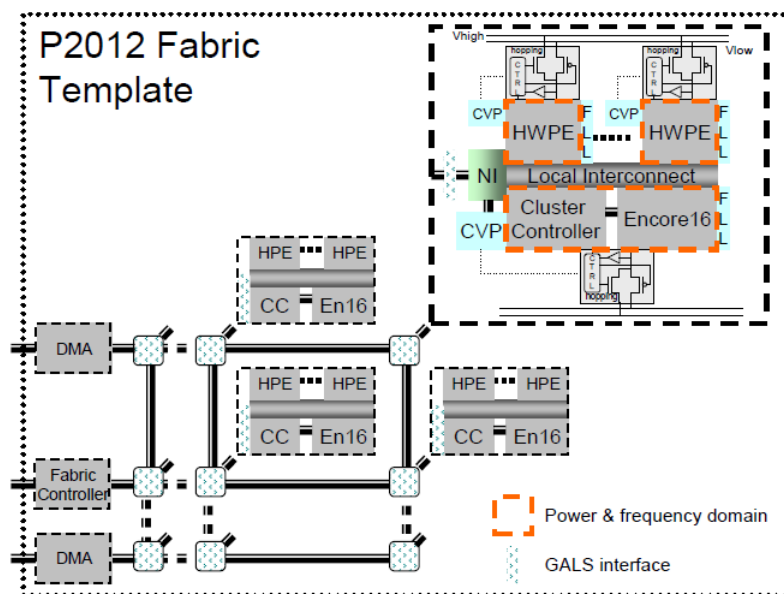 P2012 Fabric
Template
Vhigh
Vlow
hopping
hopping
CTRL
CTRL
CVP
CVP
HWPE
FLL
HWPE
FLL
NI
Local Interconnect
Cluster
Controller
Encore16
FLL
CVP
CTRL
hopping
HPE HPE
CC En16
DMA
HPE HPE
CC En16
HPE HPE
CC En16
Fabric
Controller
DMA
Power & frequency domain
GALS interface